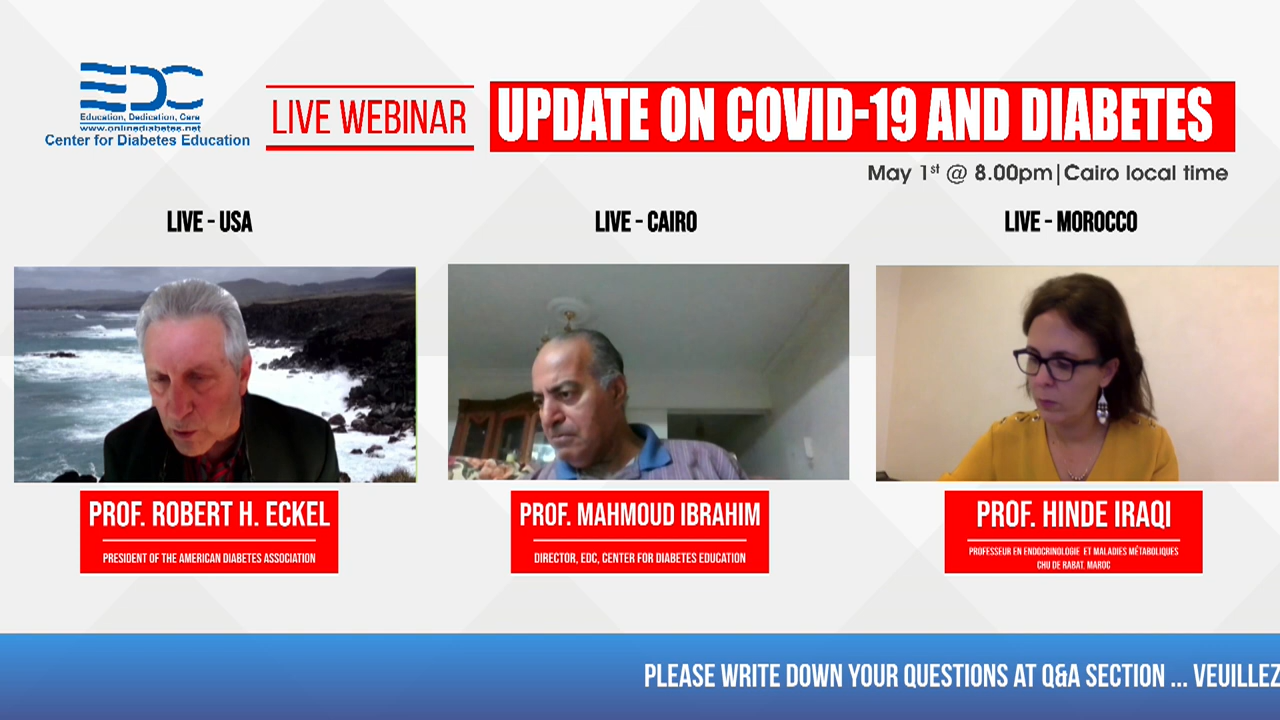 EDC
Education, Dedication, Care
www.onlinediabetes.net
Center for Diabetes Education
LIVE WEBINAR
UPDATE ON COVID-19 AND DIABETES
May 1st @ 8.00pm|Cairo local time
LIVE - USA
LIVE - CAIRO
LIVE - MOROCCO
PROF. ROBERT H. ECKEL
PRESIDENT OF THE AMERICAN DIABETES ASSOCIATION
PROF. MAHMOUD IBRAHIM
DIRECTOR, EDC, CENTER FOR DIABETES EDUCATION
PROF. HINDE IRAQI
PROFESSEUR EN ENDOCRINOLOGIE ET MALADIES MÉTABOLIQUES
CHU DE RABAT, MAROC
PLEASE WRITE DOWN YOUR QUESTIONS AT Q&A SECTION ... VEUILLEZ